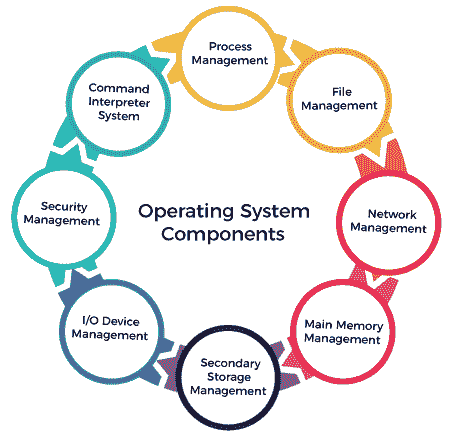 Process
Management
File
Management
Network
Management
Main Memory
Management
Secondary
Storage
Management
I/O Device
Management
Security
Management
Command
Interpreter
System
Operating System
Components